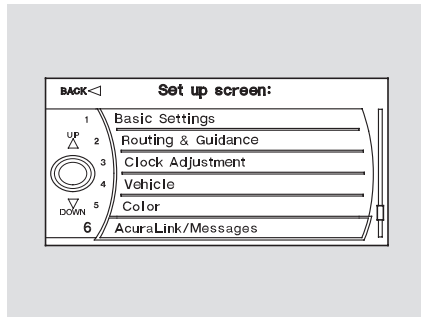 BACK◁ Set up screen:
1 Basic Settings
UP
2 Routing & Guidance
3 Clock Adjustment
4 Vehicle
5 Color
DOWN
6 AcuraLink/Messages